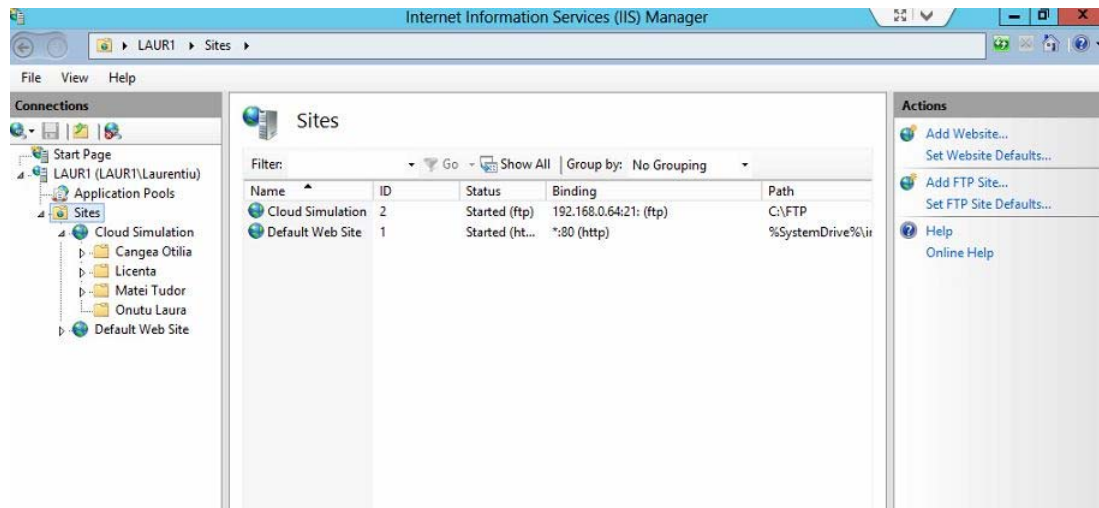 Internet Information Services (IIS) Manager
LAUR1 Sites
File View Help
Connections
Start Page
LAUR1 (LAUR1\Laurentiu)
Application Pools
Sites
Cloud Simulation
Cangea Otilia
Licenta
Matei Tudor
Onutu Laura
Default Web Site
Sites
Filter: Go Show All Group by: No Grouping
Name ID Status Binding Path
Cloud Simulation 2 Started (ftp) 192.168.0.64:21: (ftp) C:\FTP
Default Web Site 1 Started (ht... *:80 (http) %SystemDrive%\in
Actions
Add Website...
Set Website Defaults...
Add FTP Site...
Set FTP Site Defaults...
Help
Online Help